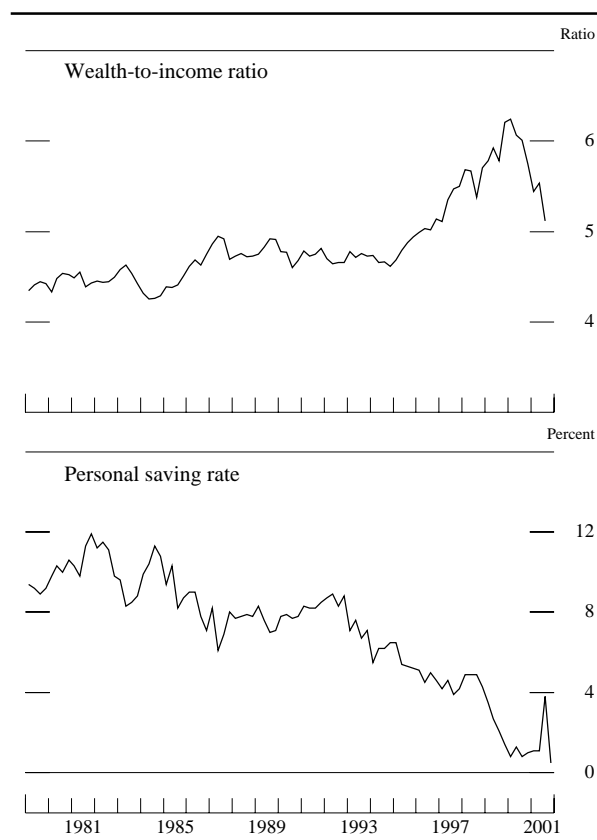 Ratio
Wealth-to-income ratio
6
5
4
Percent
Personal saving rate
12
8
4
0
1981 1985 1989 1993 1997 2001